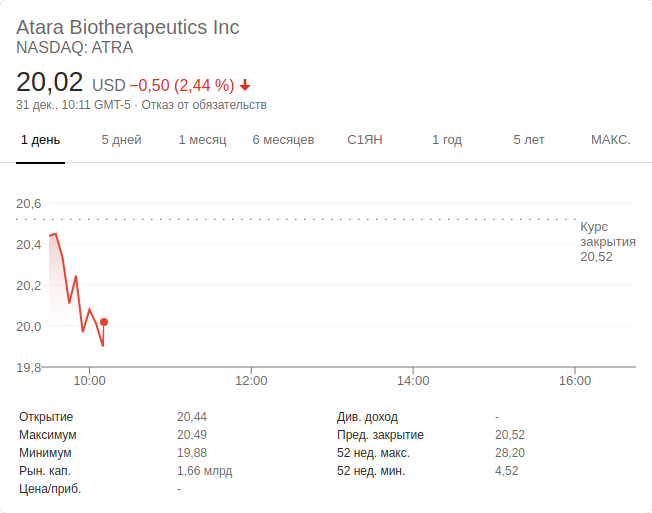 Atara Biotherapeutics Inc
NASDAQ: ATRA
20,02 USD −0,50 (2,44 %)
31 дек., 10:11 GMT-5 · Отказ от обязательств
1 день 5 дней 1 месяц 6 месяцев С1ЯН 1 год 5 лет МАКС.
20,6
Курс
20,4 закрытия
20,52
20,2
20,0
19,8
10:00 12:00 14:00 16:00
Открытие 20,44 Див. доход -
Максимум 20,49 Пред. закрытие 20,52
Минимум 19,88 52 нед. макс. 28,20
Рын. кап. 1,66 млрд 52 нед. мин. 4,52
Цена/приб. -